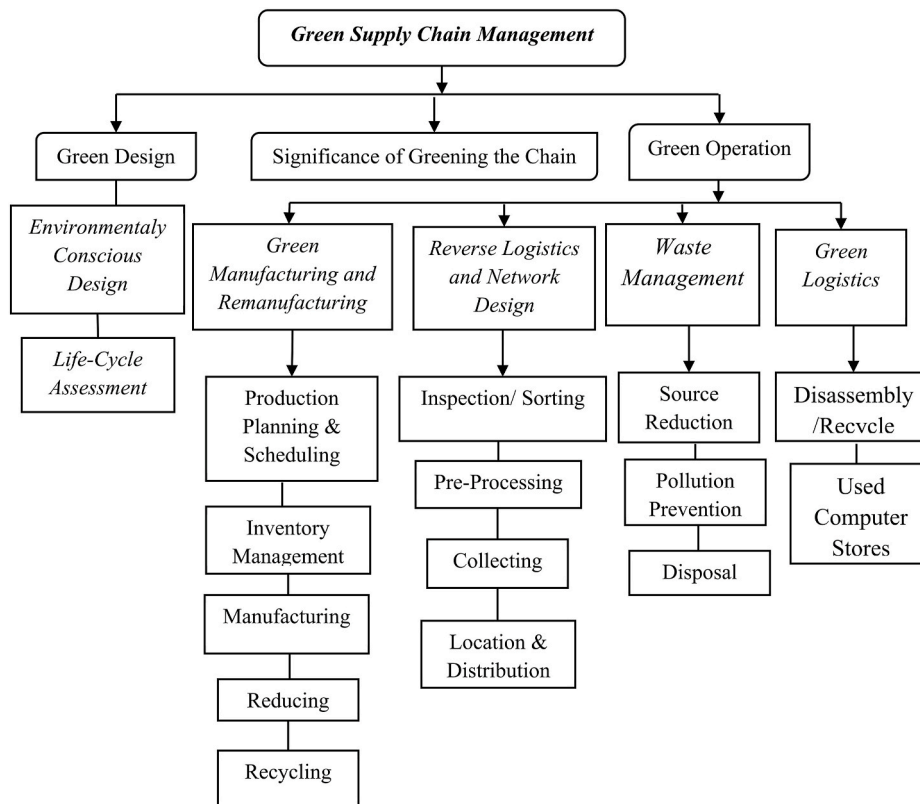 Green Supply Chain Management
Green Design
Significance of Greening the Chain
Green Operation
Environmentaly
Conscious
Design
Life-Cycle
Assessment
Green
Manufacturing and
Remanufacturing
Reverse Logistics
and Network
Design
Waste
Management
Green
Logistics
Production
Planning &
Scheduling
Inventory
Management
Manufacturing
Reducing
Recycling
Inspection/ Sorting
Pre-Processing
Collecting
Location &
Distribution
Source
Reduction
Pollution
Prevention
Disposal
Disassembly
/Recvcle
Used
Computer
Stores